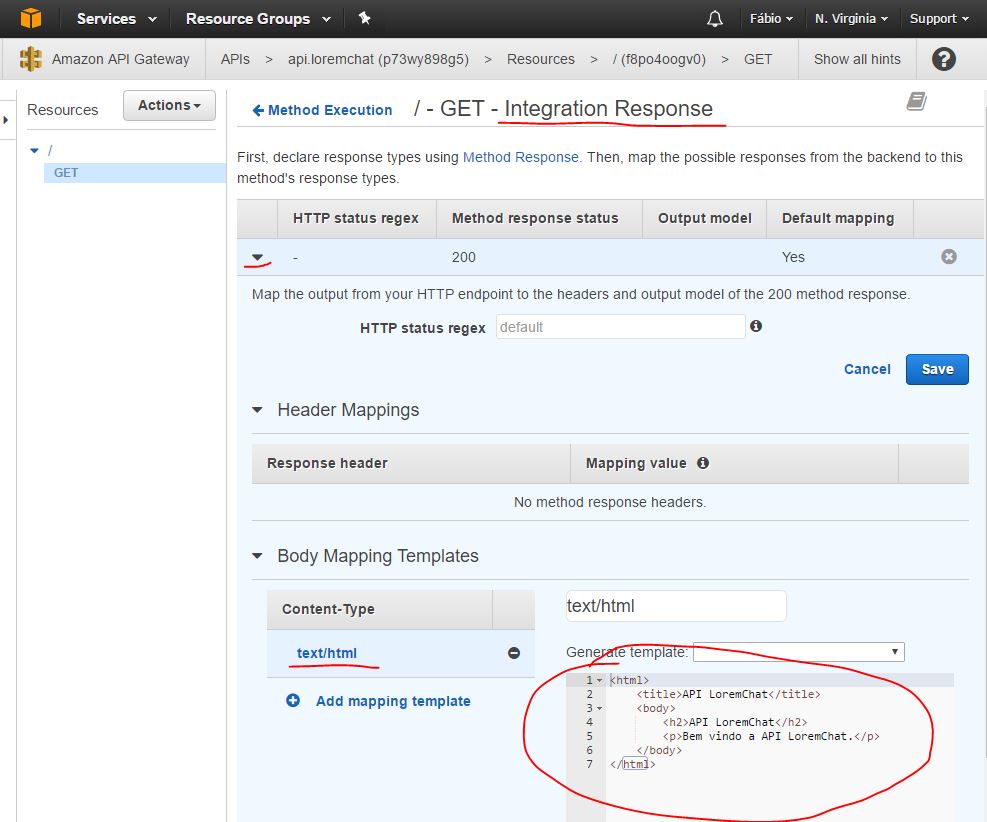 Services Resource Groups Fábio N. Virginia Support
Amazon API Gateway APIs > api.loremchat (p73wy898g5) > Resources > / (f8po4oogv0) > GET Show all hints ?
Resources Actions
/
GET
Method Execution / - GET - Integration Response
First, declare response types using Method Response. Then, map the possible responses from the backend to this
method's response types.
HTTP status regex Method response status Output model Default mapping
- 200 Yes
Map the output from your HTTP endpoint to the headers and output model of the 200 method response.
HTTP status regex default
Cancel Save
Header Mappings
Response header Mapping value
No method response headers.
Body Mapping Templates
Content-Type
text/html
text/html
Generate template:
Add mapping template
1 <html>
2 <title>API LoremChat</title>
3 <body>
4 <h2>API LoremChat</h2>
5 <p>Bem vindo a API LoremChat.</p>
6 </body>
7 </html>